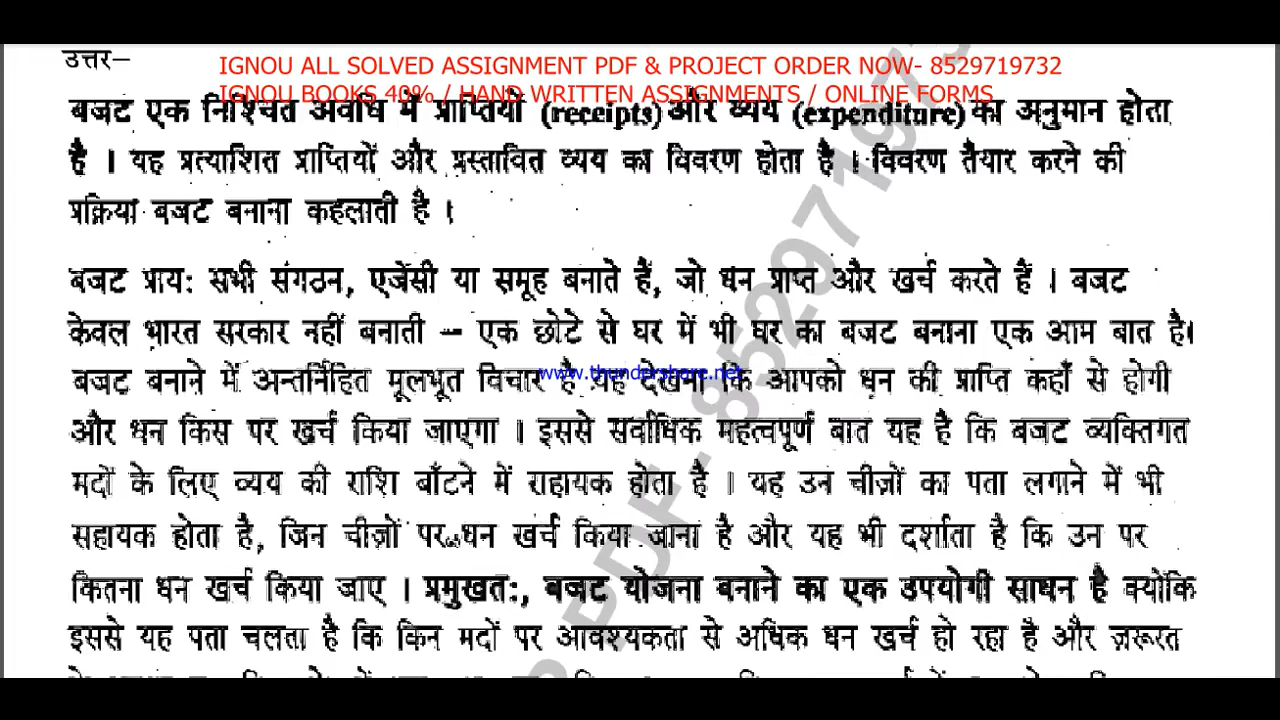 उत्तर–
IGNOU ALL SOLVED ASSIGNMENT PDF & PROJECT ORDER NOW- 8529719732
IGNOU BOOKS 40% / HAND WRITTEN ASSIGNMENTS / ONLINE FORMS
बजट एक निश्चित अवधि में प्राप्तियों (receipts) और व्यय (expenditure) का अनुमान होता
है । यह प्रत्याशित प्राप्तियों और प्रस्तावित व्यय का विवरण होता है । विवरण तैयार करने की
प्रक्रिया बजट बनाना कहलाती है ।
बजट प्राय: सभी संगठन, एजेंसी या समूह बनाते हैं, जो धन प्राप्त और खर्च करते हैं । बजट
केवल भारत सरकार नहीं बनाती – एक छोटे से घर में भी घर का बजट बनाना एक आम बात है।
बजट बनाने में अन्तर्निहित मूलभूत विचार है यह देखना कि आपको धन की प्राप्ति कहाँ से होगी
www.thundershare.net
और धन किस पर खर्च किया जाएगा । इससे सर्वाधिक महत्वपूर्ण बात यह है कि बजट व्यक्तिगत
मदों के लिए व्यय की राशि बाँटने में राहायक होता है । यह उन चीज़ों का पता लगाने में भी
सहायक होता है, जिन चीज़ों पर धन खर्च किया जाना है और यह भी दर्शाता है कि उन पर
कितना धन खर्च किया जाए । प्रमुखत:, बजट योजना बनाने का एक उपयोगी साधन है क्योंकि
इससे यह पता चलता है कि किन मदों पर आवश्यकता से अधिक धन खर्च हो रहा है और ज़रूरत
PDF- 852971973